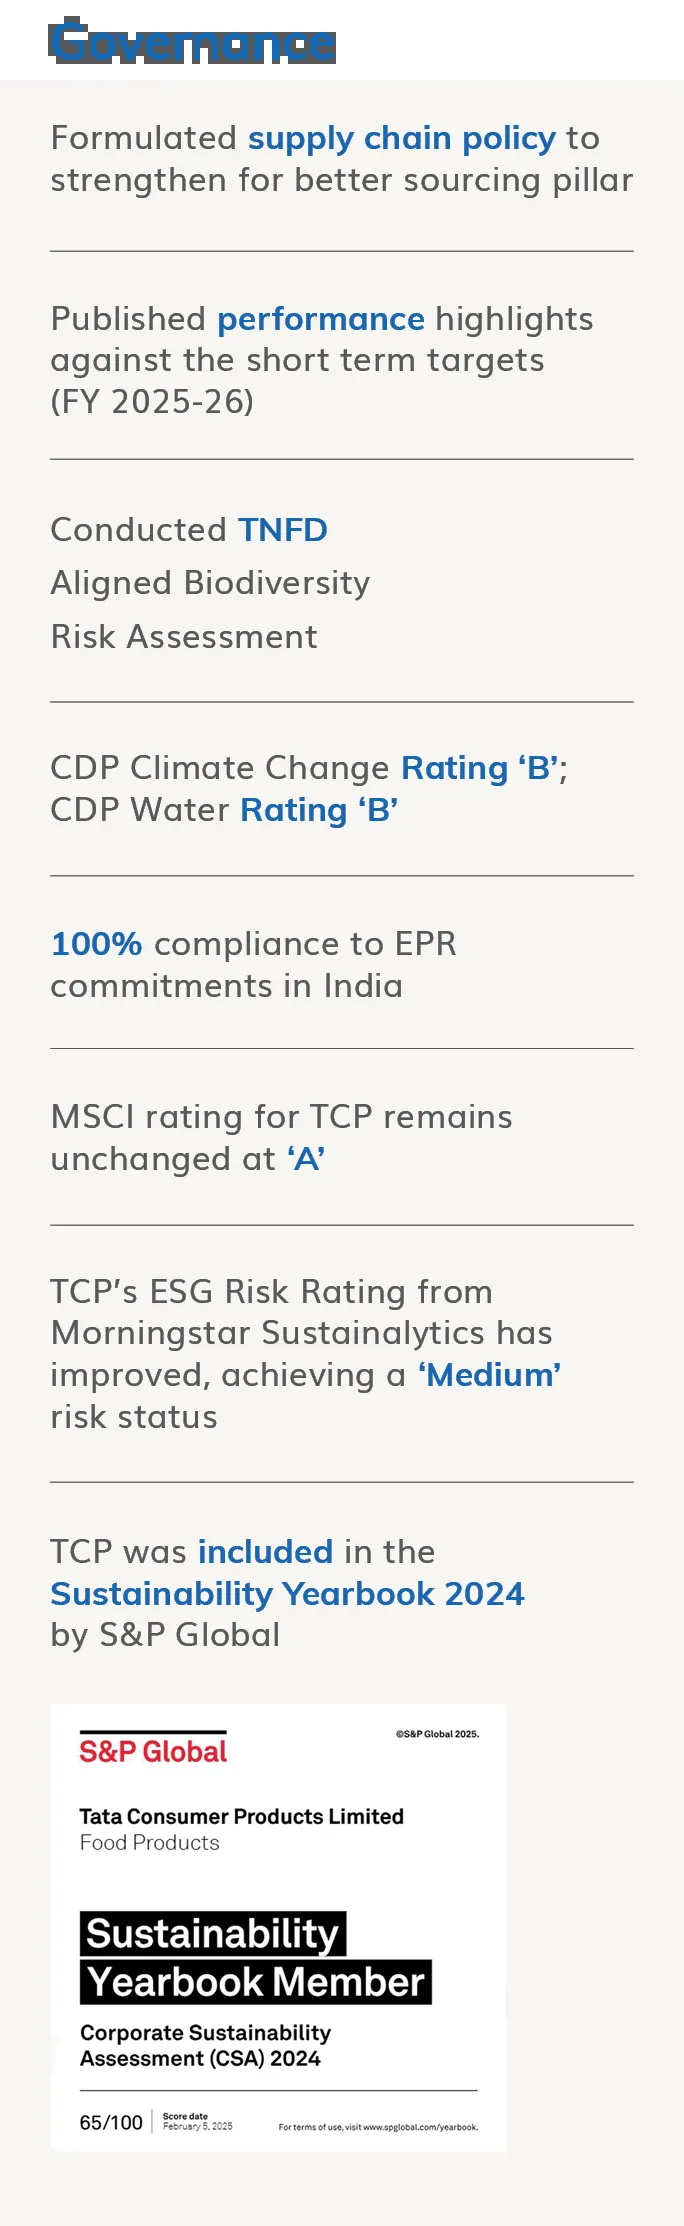 Governance
Formulated supply chain policy to
strengthen for better sourcing pillar
Published performance highlights
against the short term targets
(FY 2025-26)
Conducted TNFD
Aligned Biodiversity
Risk Assessment
CDP Climate Change Rating ‘B’;
CDP Water Rating ‘B’
100% compliance to EPR
commitments in India
MSCI rating for TCP remains
unchanged at ‘A’
TCP’s ESG Risk Rating from
Morningstar Sustainalytics has
improved, achieving a ‘Medium’
risk status
TCP was included in the
Sustainability Yearbook 2024
by S&P Global
S&P Global
©S&P Global 2025.
Tata Consumer Products Limited
Food Products
Sustainability
Yearbook Member
Corporate Sustainability
Assessment (CSA) 2024
65/100
Score date
February 5, 2025
For terms of use, visit www.spglobal.com/yearbook.